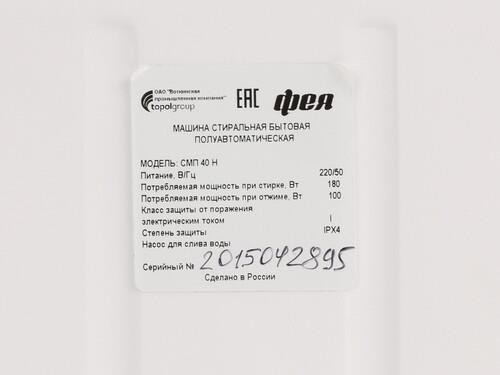 ОАО "Воткинская
промышленная компания"
topolgroup
ЕАС фея
МАШИНА СТИРАЛЬНАЯ БЫТОВАЯ
ПОЛУАВТОМАТИЧЕСКАЯ
МОДЕЛЬ: СМП 40 Н
Питание, В/Гц 220/50
Потребляемая мощность при стирке, Вт 180
Потребляемая мощность при отжиме, Вт 100
Класс защиты от поражения
электрическим током I
Степень защиты IPX4
Насос для слива воды
Серийный № 2015042895
Сделано в России